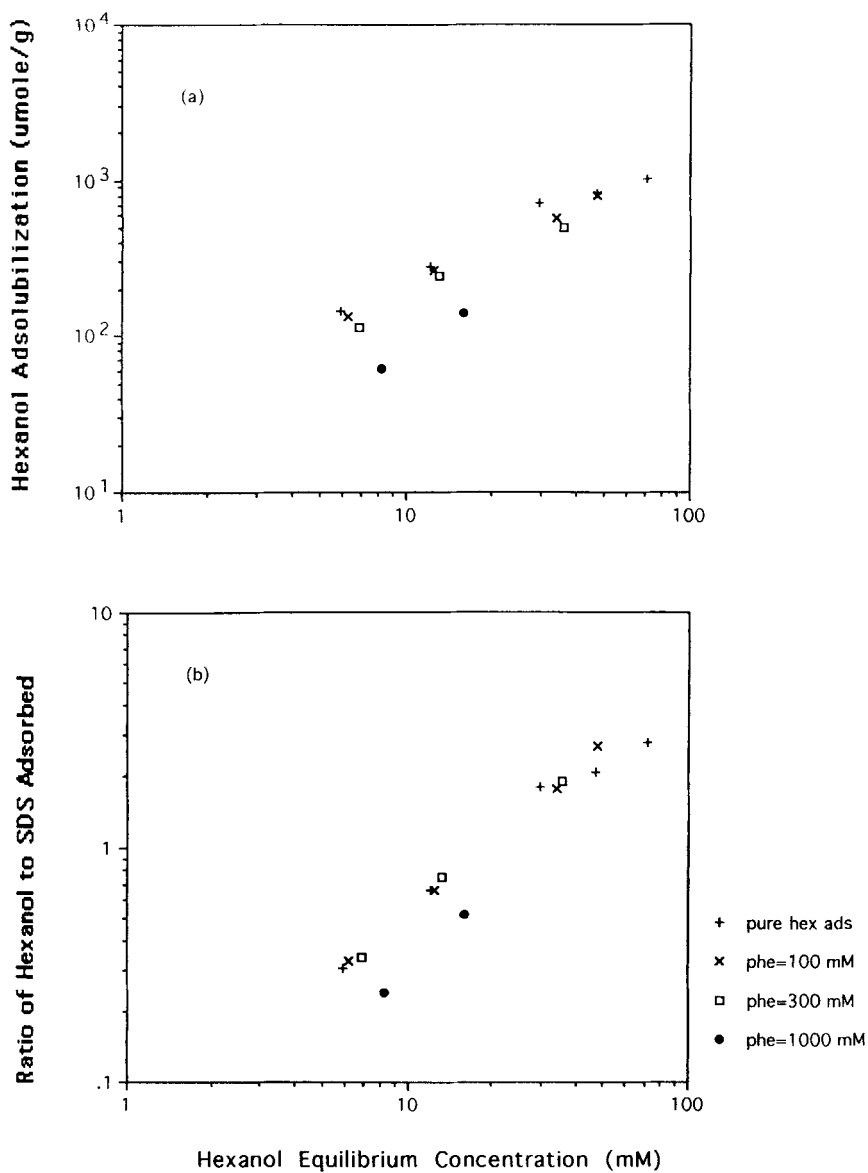 Hexanol Adsolubilization (umole/g)
10^4
(a)
10^3
10^2
10^1
1
10
100
Ratio of Hexanol to SDS Adsorbed
10
(b)
1
.1
1
10
100
+ pure hex ads
× phe=100 mM
□ phe=300 mM
● phe=1000 mM
Hexanol Equilibrium Concentration (mM)